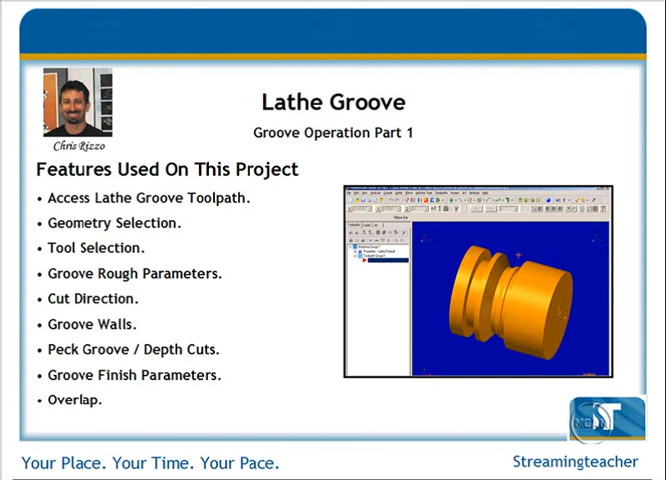 Lathe Groove
Groove Operation Part 1
Chris Rizzo
Features Used On This Project
• Access Lathe Groove Toolpath.
• Geometry Selection.
• Tool Selection.
• Groove Rough Parameters.
• Cut Direction.
• Groove Walls.
• Peck Groove / Depth Cuts.
• Groove Finish Parameters.
• Overlap.
ST
Your Place. Your Time. Your Pace.
Streamingteacher